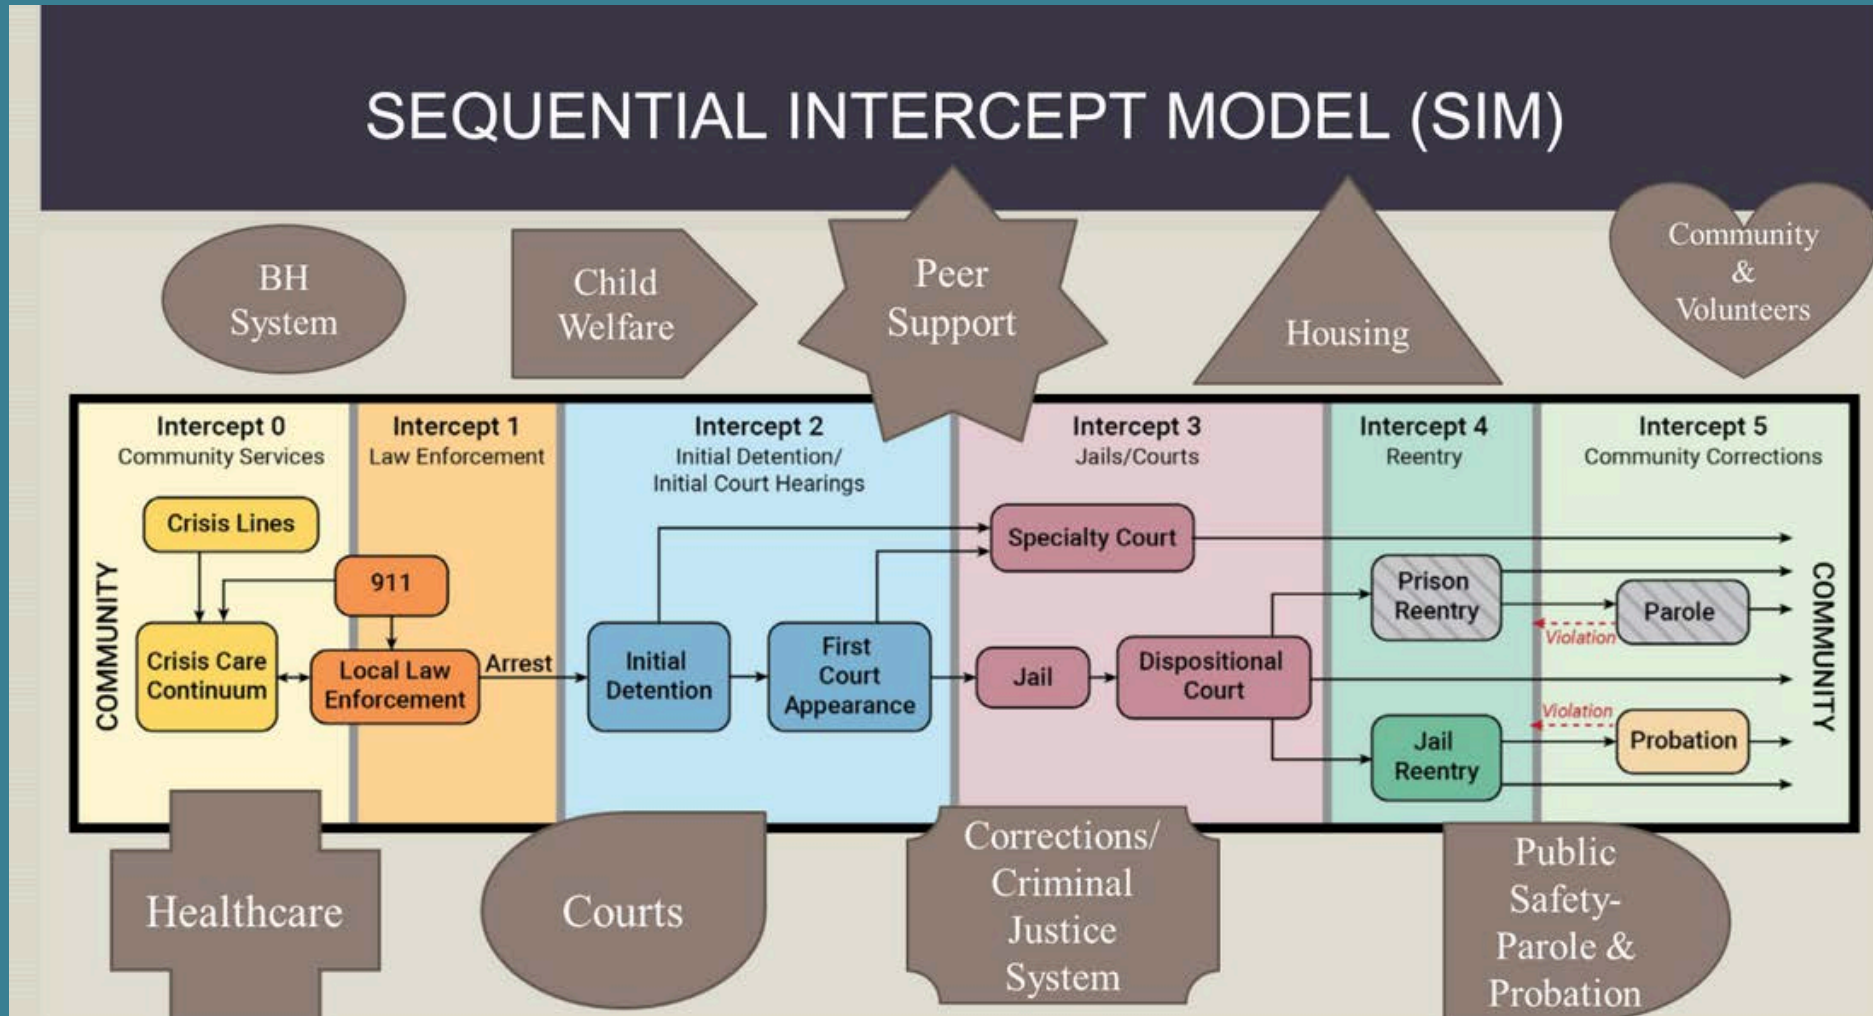 SEQUENTIAL INTERCEPT MODEL (SIM)
BH
System
Child
Welfare
Peer
Support
Housing
Community
&
Volunteers
Intercept 0
Community Services
Intercept 1
Law Enforcement
Intercept 2
Initial Detention/
Initial Court Hearings
Intercept 3
Jails/Courts
Intercept 4
Reentry
Intercept 5
Community Corrections
COMMUNITY
Crisis Lines
911
Crisis Care
Continuum
Local Law
Enforcement
Arrest
Initial
Detention
First
Court
Appearance
Specialty Court
Jail
Dispositional
Court
Prison
Reentry
Parole
Violation
Jail
Reentry
Violation
Probation
COMMUNITY
Healthcare
Courts
Corrections/
Criminal
Justice
System
Public
Safety-
Parole &
Probation